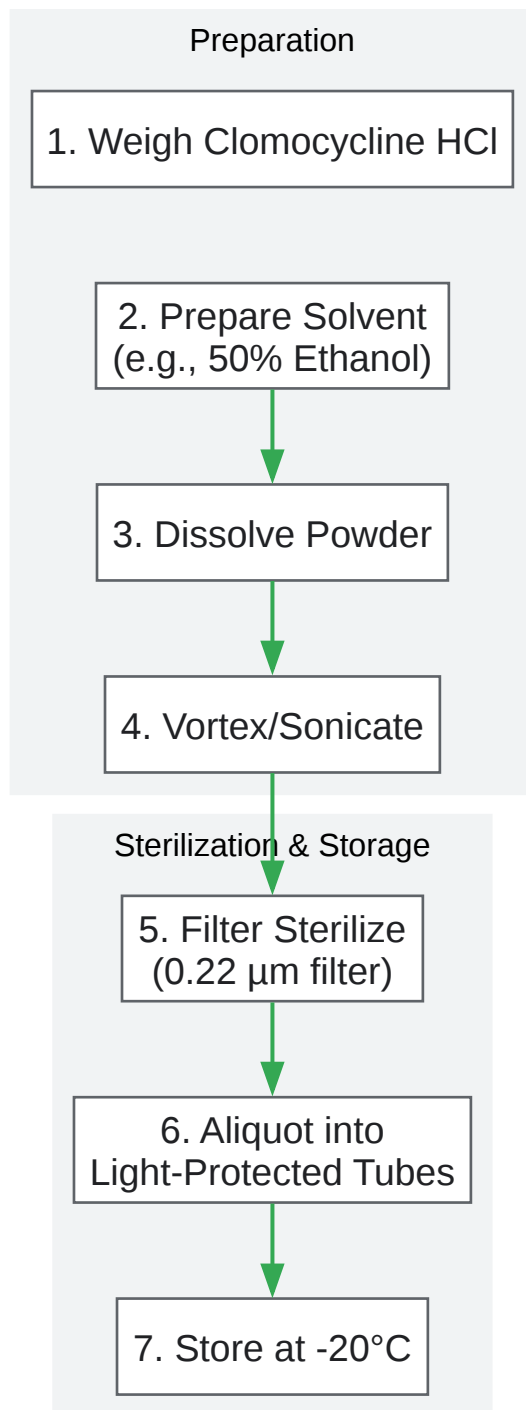 Preparation
1. Weigh Clomocycline HCl
2. Prepare Solvent
(e.g., 50% Ethanol)
3. Dissolve Powder
4. Vortex/Sonicate
Sterilization & Storage
5. Filter Sterilize
(0.22 µm filter)
6. Aliquot into
Light-Protected Tubes
7. Store at -20°C